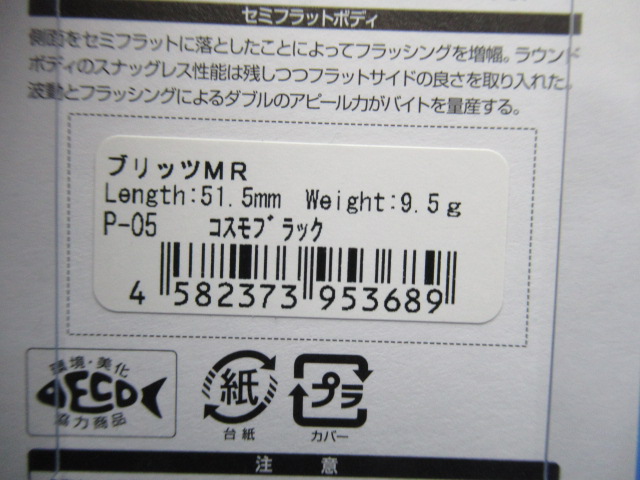 セミフラットボディ
側面をセミフラットに落としたことによってフラッシングを増幅。ラウンド
ボディのスナッグレス性能は残しつつフラットサイドの良さを取り入れた。
波動とフラッシングによるダブルのアピール力がバイトを量産する。
ブリッツMR
Length:51.5mm Weight:9.5g
P-05 コスモブラック
4 582373 953689
環境・美化
ECO
協力商品
紙
台紙
プラ
カバー
注意